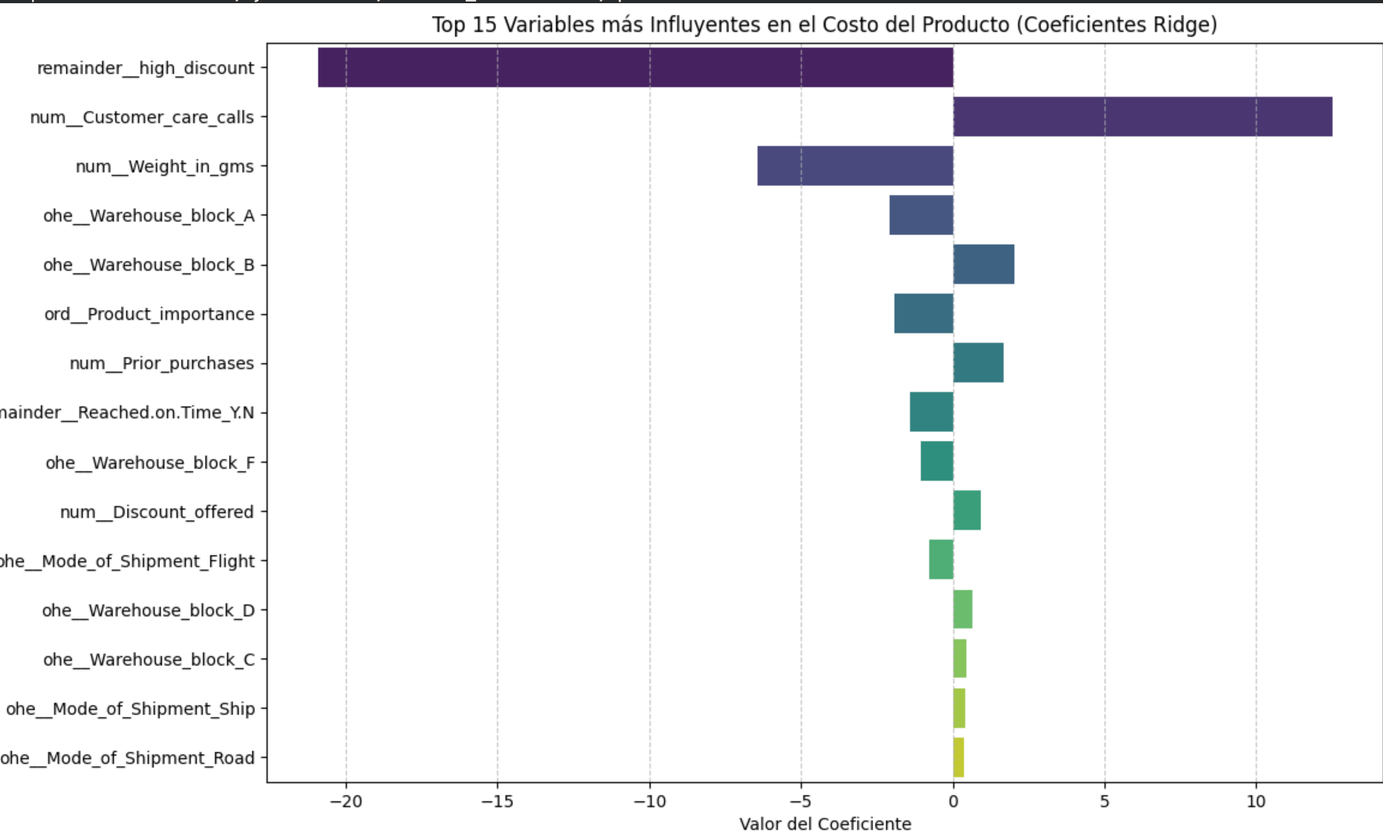 Top 15 Variables más Influyentes en el Costo del Producto (Coeficientes Ridge)
remainder__high_discount
num__Customer_care_calls
num__Weight_in_gms
ohe__Warehouse_block_A
ohe__Warehouse_block_B
ord__Product_importance
num__Prior_purchases
mainder__Reached.on.Time_Y.N
ohe__Warehouse_block_F
num__Discount_offered
ohe__Mode_of_Shipment_Flight
ohe__Warehouse_block_D
ohe__Warehouse_block_C
ohe__Mode_of_Shipment_Ship
ohe__Mode_of_Shipment_Road
−20 −15 −10 −5 0 5 10
Valor del Coeficiente